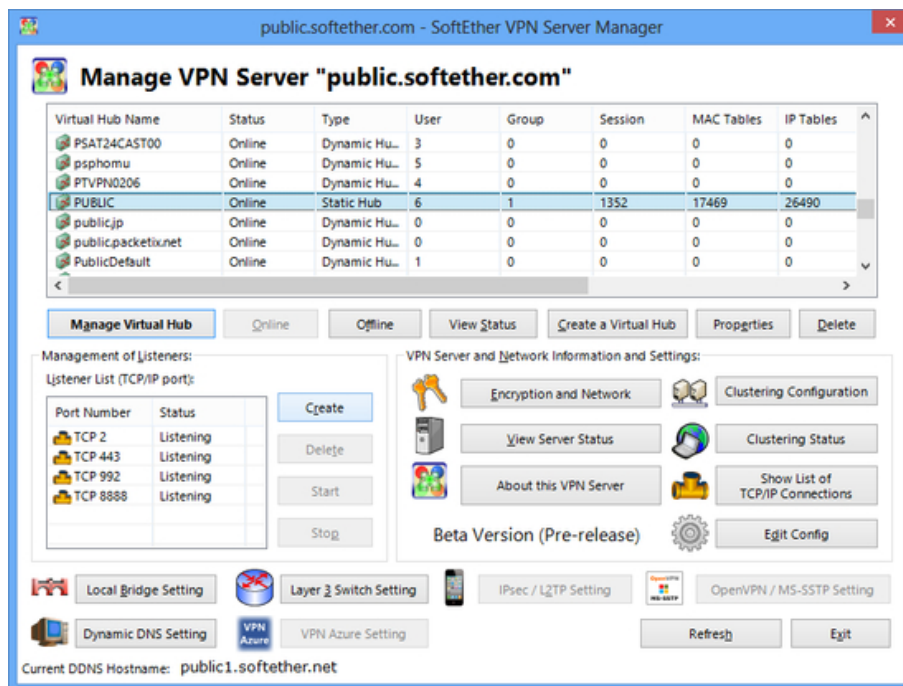 public.softether.com - SoftEther VPN Server Manager
Manage VPN Server "public.softether.com"
Virtual Hub Name Status Type User Group Session MAC Tables IP Tables
PSAT24CAST00 Online Dynamic Hu... 3 0 0 0 0
psphomu Online Dynamic Hu... 5 0 0 0 0
PTVPN0206 Online Dynamic Hu... 4 0 0 0 0
PUBLIC Online Static Hub 6 1 1352 17469 26490
public.jp Online Dynamic Hu... 0 0 0 0 0
public.packetix.net Online Dynamic Hu... 0 0 0 0 0
PublicDefault Online Dynamic Hu... 1 0 0 0 0
Manage Virtual Hub Online Offline View Status Create a Virtual Hub Properties Delete
Management of Listeners:
Listener List (TCP/IP port):
Port Number Status
TCP 2 Listening
TCP 443 Listening
TCP 992 Listening
TCP 8888 Listening
Create
Delete
Start
Stop
VPN Server and Network Information and Settings:
Encryption and Network Clustering Configuration
View Server Status Clustering Status
About this VPN Server Show List of
TCP/IP Connections
Beta Version (Pre-release) Edit Config
Local Bridge Setting Layer 3 Switch Setting IPsec / L2TP Setting OpenVPN MS-SSTP OpenVPN / MS-SSTP Setting
Dynamic DNS Setting VPN Azure VPN Azure Setting Refresh Exit
Current DDNS Hostname: public1.softether.net